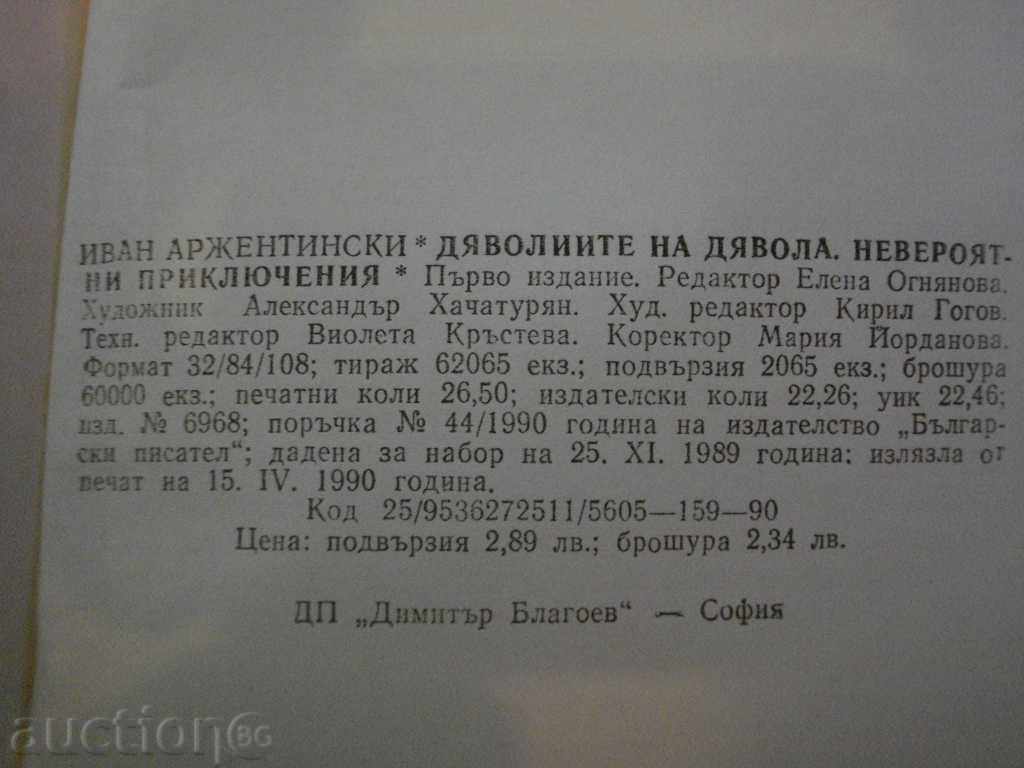 ИВАН АРЖЕНТИНСКИ * ДЯВОЛИИТЕ НА ДЯВОЛА. НЕВЕРОЯТ-
НИ ПРИКЛЮЧЕНИЯ * Първо издание. Редактор Елена Огнянова.
Художник Александър Хачатурян. Худ. редактор Кирил Гогов.
Техн. редактор Виолета Кръстева. Коректор Мария Йорданова.
Формат 32/84/108; тираж 62065 екз.; подвързия 2065 екз.; брошура
60000 екз.; печатни коли 26,50; издателски коли 22,26; уик 22,46;
изд. № 6968; поръчка № 44/1990 година на издателство „Българ-
ски писател“; дадена за набор на 25. XI. 1989 година; излязла от
печат на 15. IV. 1990 година.
Код 25/9536272511/5605—159—90
Цена: подвързия 2,89 лв.; брошура 2,34 лв.
ДП „Димитър Благоев“ — София
auction BG